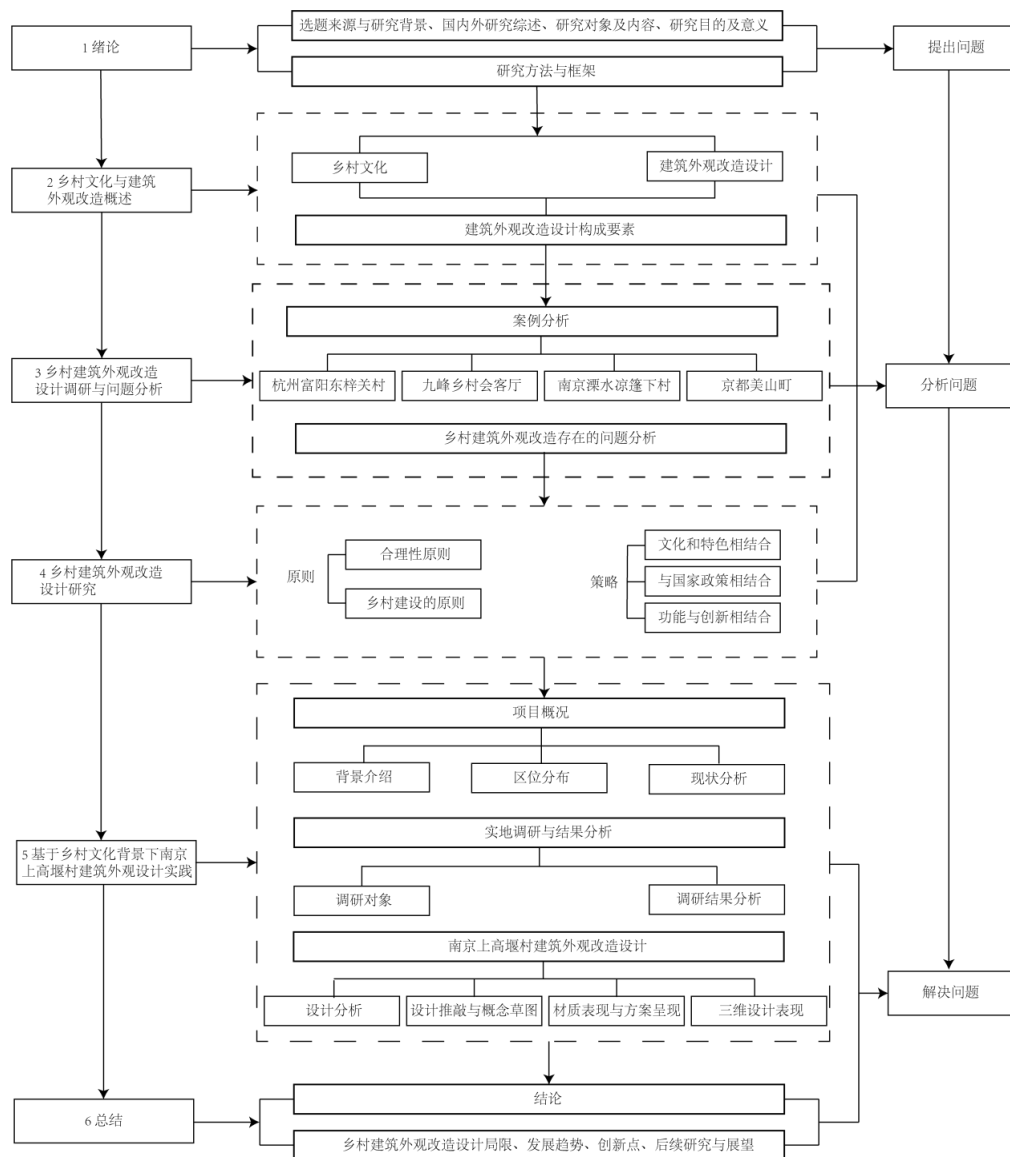 选题来源与研究背景、国内外研究综述、研究对象及内容、研究目的及意义
1 绪论
提出问题
研究方法与框架
乡村文化
建筑外观改造设计
2 乡村文化与建筑
外观改造概述
建筑外观改造设计构成要素
案例分析
3 乡村建筑外观改造
设计调研与问题分析
杭州富阳东梓关村
九峰乡村会客厅
南京溧水凉篷下村
京都美山町
分析问题
乡村建筑外观改造存在的问题分析
4 乡村建筑外观改造
设计研究
原则
合理性原则
乡村建设的原则
策略
文化和特色相结合
与国家政策相结合
功能与创新相结合
项目概况
背景介绍
区位分布
现状分析
实地调研与结果分析
5 基于乡村文化背景下南京
上高堰村建筑外观设计实践
调研对象
调研结果分析
南京上高堰村建筑外观改造设计
设计分析
设计推敲与概念草图
材质表现与方案呈现
三维设计表现
解决问题
结论
6 总结
乡村建筑外观改造设计局限、发展趋势、创新点、后续研究与展望